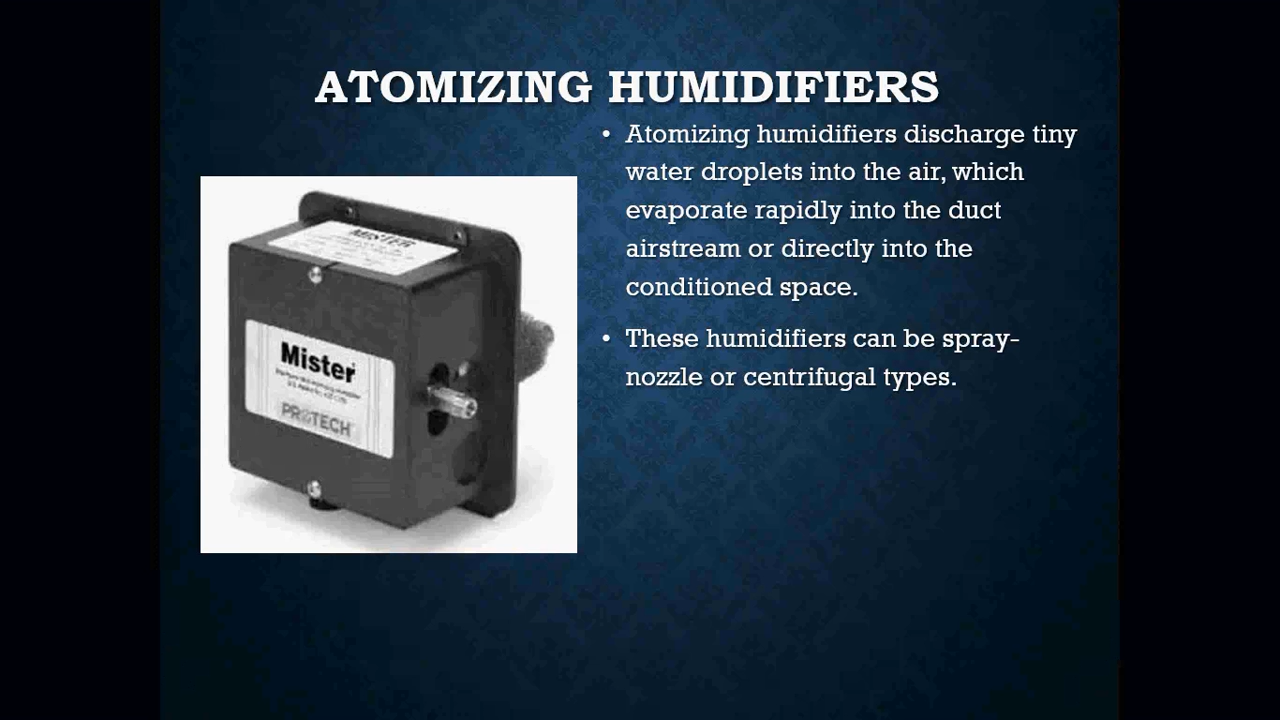 ATOMIZING HUMIDIFIERS
• Atomizing humidifiers discharge tiny
water droplets into the air, which
evaporate rapidly into the duct
airstream or directly into the
conditioned space.
• These humidifiers can be spray-
nozzle or centrifugal types.
MISTER
Mister
PROTECH